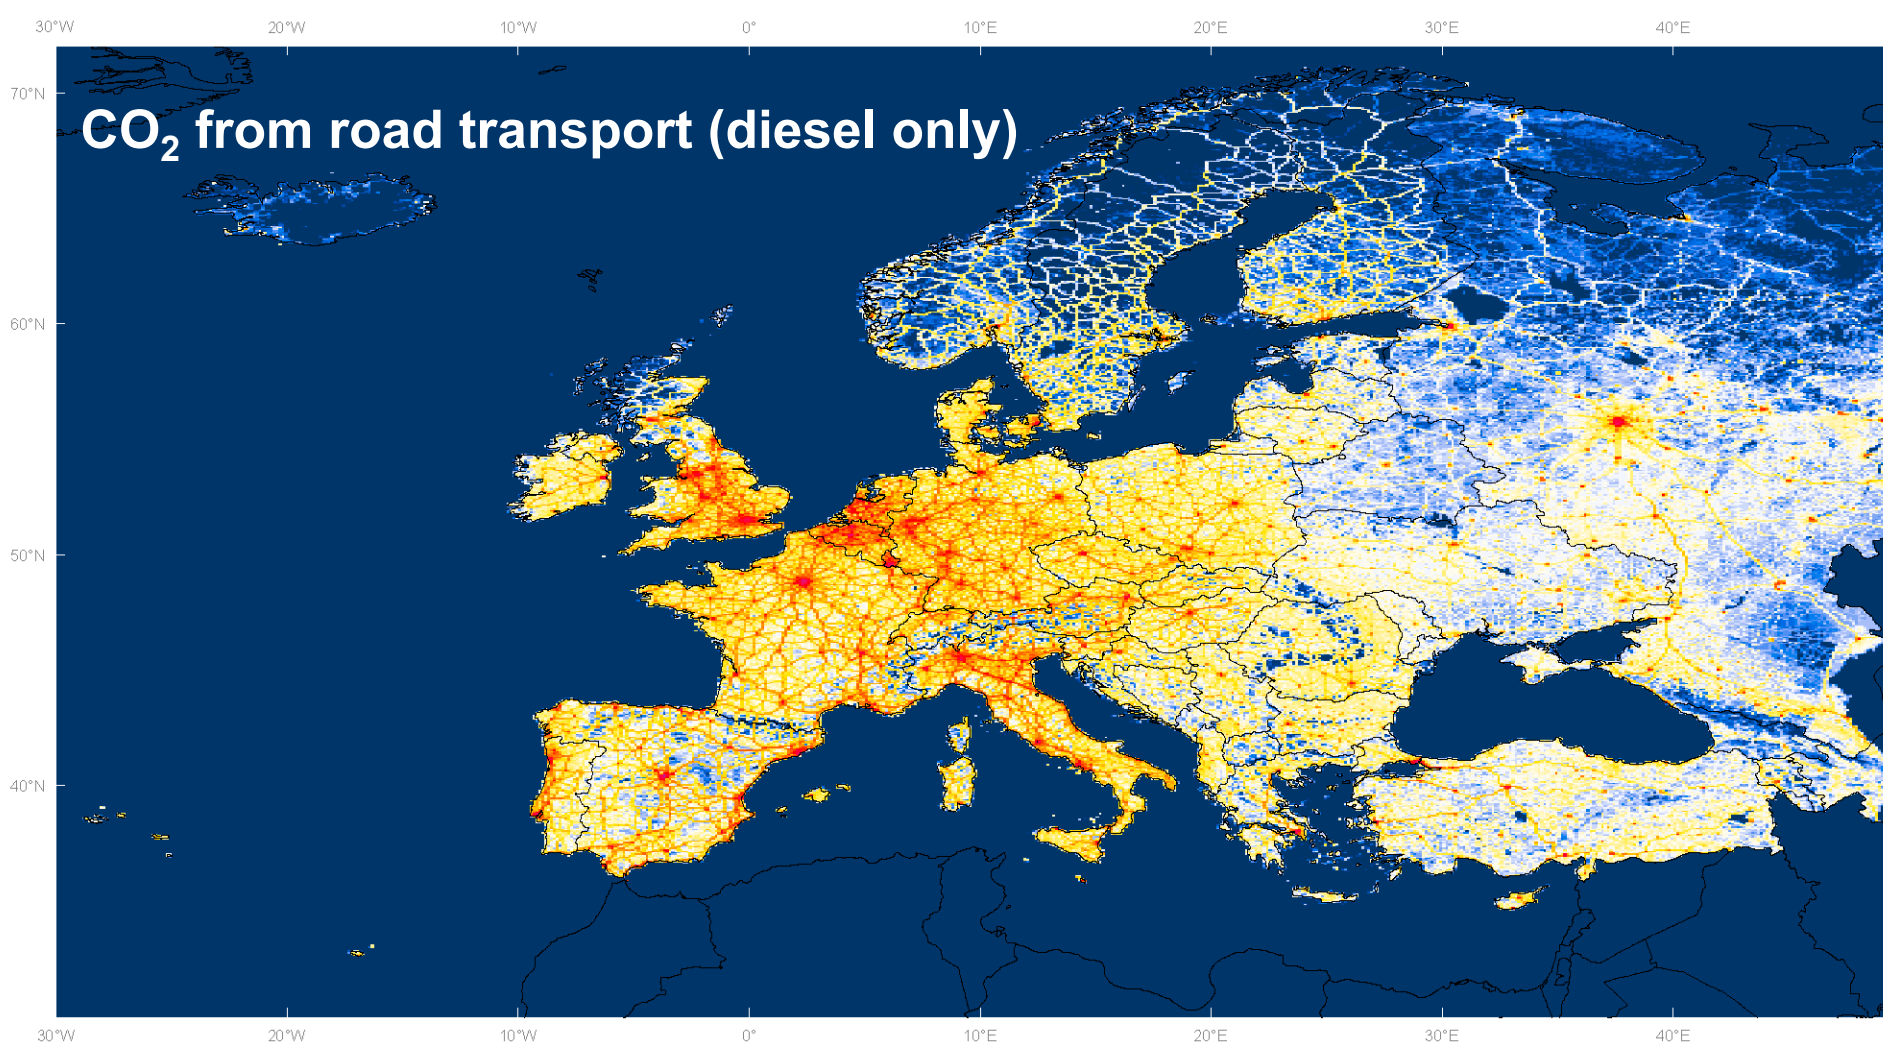 30°W 20°W 10°W 0° 10°E 20°E 30°E 40°E
70°N
CO₂ from road transport (diesel only)
60°N
50°N
40°N
30°W 20°W 10°W 0° 10°E 20°E 30°E 40°E